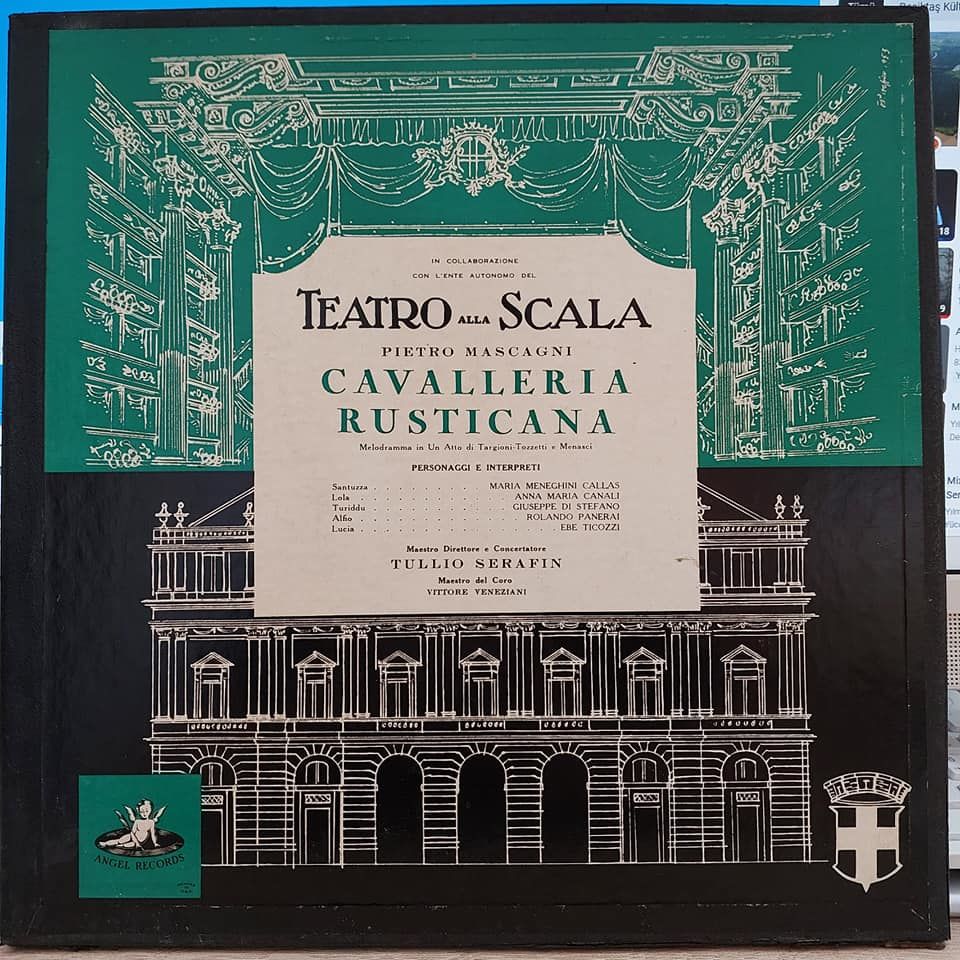 IN COLLABORAZIONE
CON L'ENTE AUTONOMO DEL
TEATRO ALLA SCALA
PIETRO MASCAGNI
CAVALLERIA
RUSTICANA
Melodramma in Un Atto di Targioni-Tozzetti e Menasci
PERSONAGGI E INTERPRETI
Santuzza . . . . . . . . . . MARIA MENEGHINI CALLAS
Lola . . . . . . . . . . . . ANNA MARIA CANALI
Turiddu . . . . . . . . . . . GIUSEPPE DI STEFANO
Alfio . . . . . . . . . . . . ROLANDO PANERAI
Lucia . . . . . . . . . . . . EBE TICOZZI
Maestro Direttore e Concertatore
TULLIO SERAFIN
Maestro del Coro
VITTORE VENEZIANI
ANGEL RECORDS
18
9